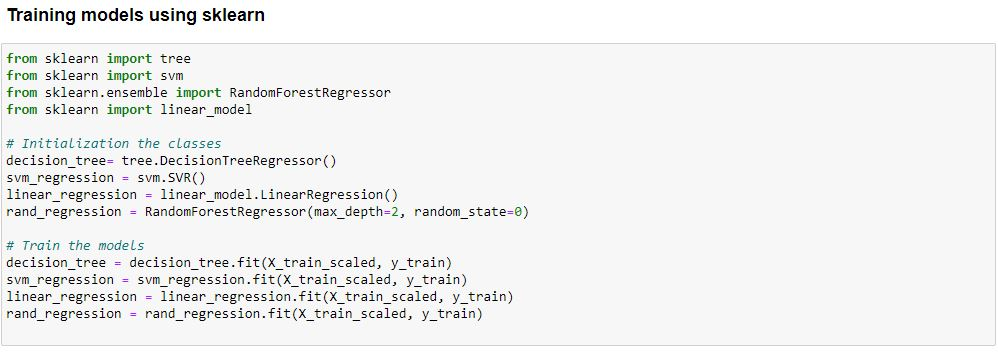 Training models using sklearn
from sklearn import tree
from sklearn import svm
from sklearn.ensemble import RandomForestRegressor
from sklearn import linear_model
# Initialization the classes
decision_tree= tree.DecisionTreeRegressor()
svm_regression = svm.SVR()
linear_regression = linear_model.LinearRegression()
rand_regression = RandomForestRegressor(max_depth=2, random_state=0)
# Train the models
decision_tree = decision_tree.fit(X_train_scaled, y_train)
svm_regression = svm_regression.fit(X_train_scaled, y_train)
linear_regression = linear_regression.fit(X_train_scaled, y_train)
rand_regression = rand_regression.fit(X_train_scaled, y_train)